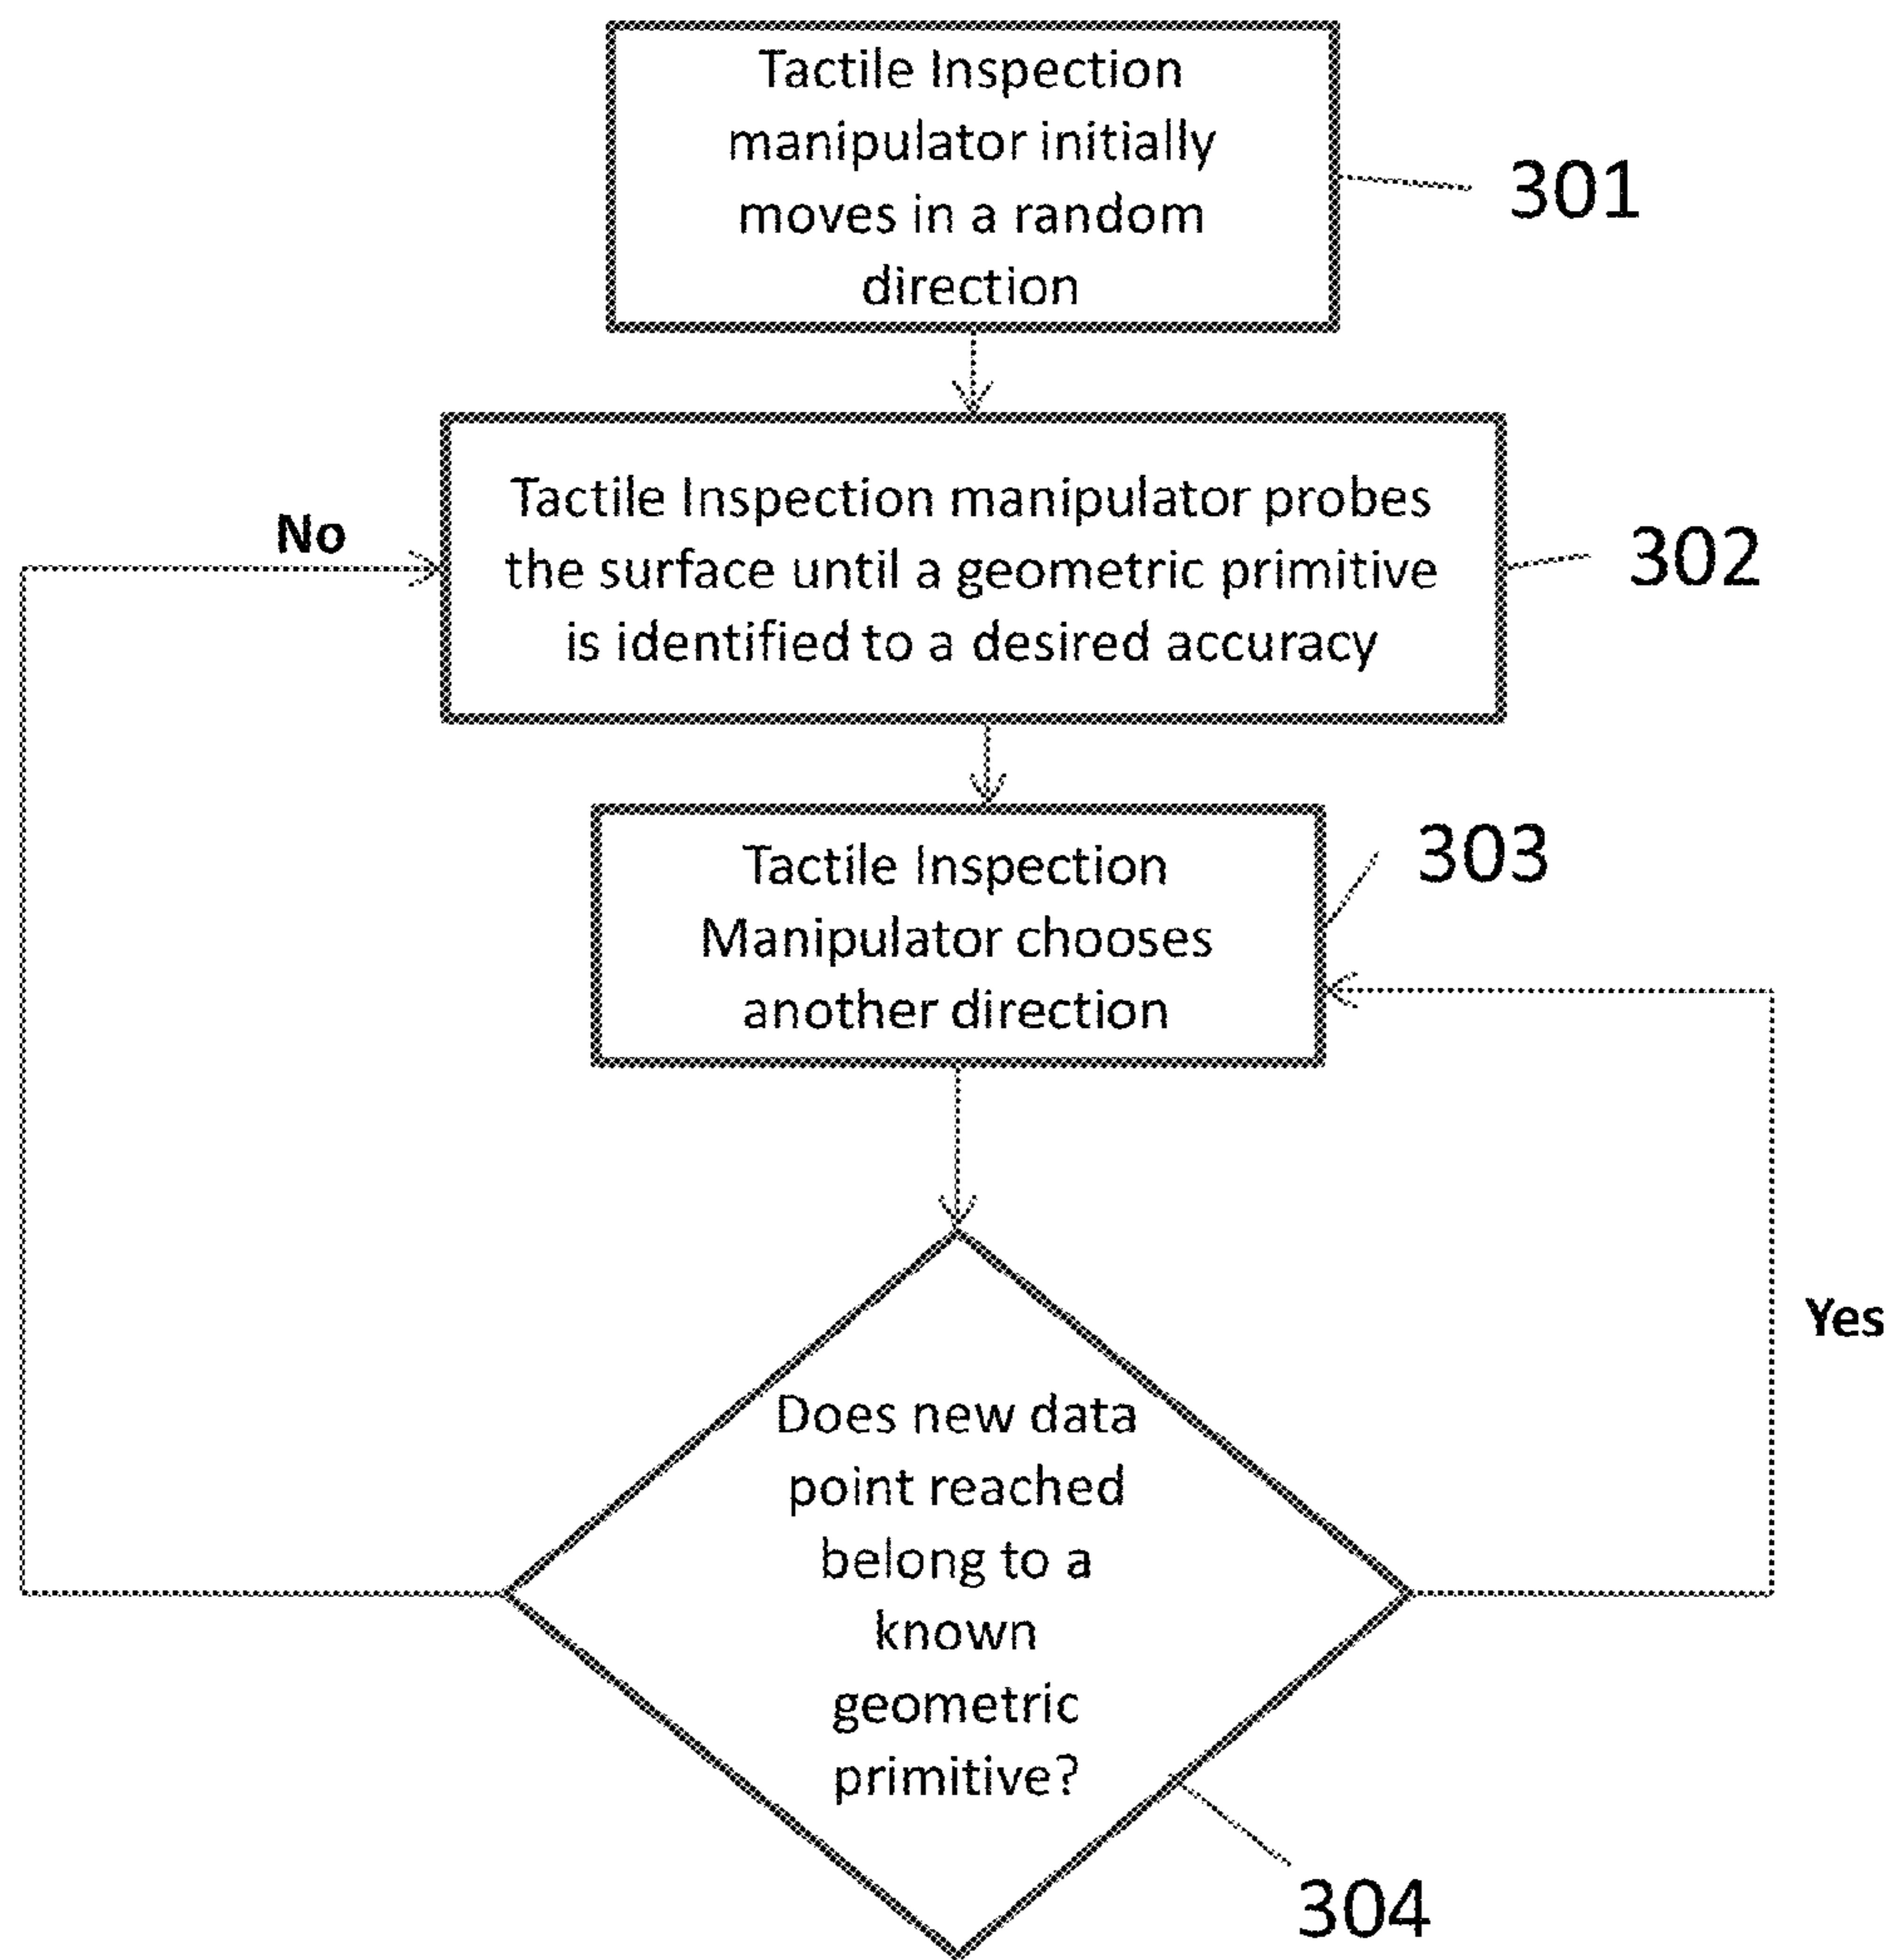 Tactile Inspection
manipulator initially
moves in a random
direction
301
No
Tactile Inspection manipulator probes
the surface until a geometric primitive
is identified to a desired accuracy
302
Tactile Inspection
Manipulator chooses
another direction
303
Yes
Does new data
point reached
belong to a
known
geometric
primitive?
304